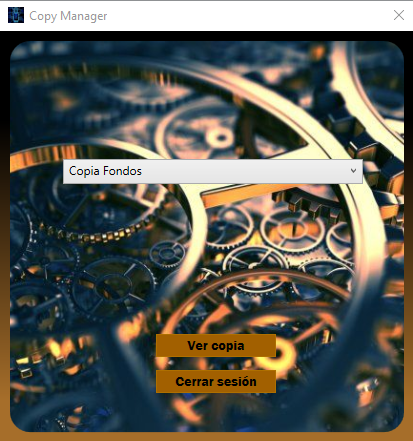 Copy Manager
Copia Fondos
Ver copia
Cerrar sesión